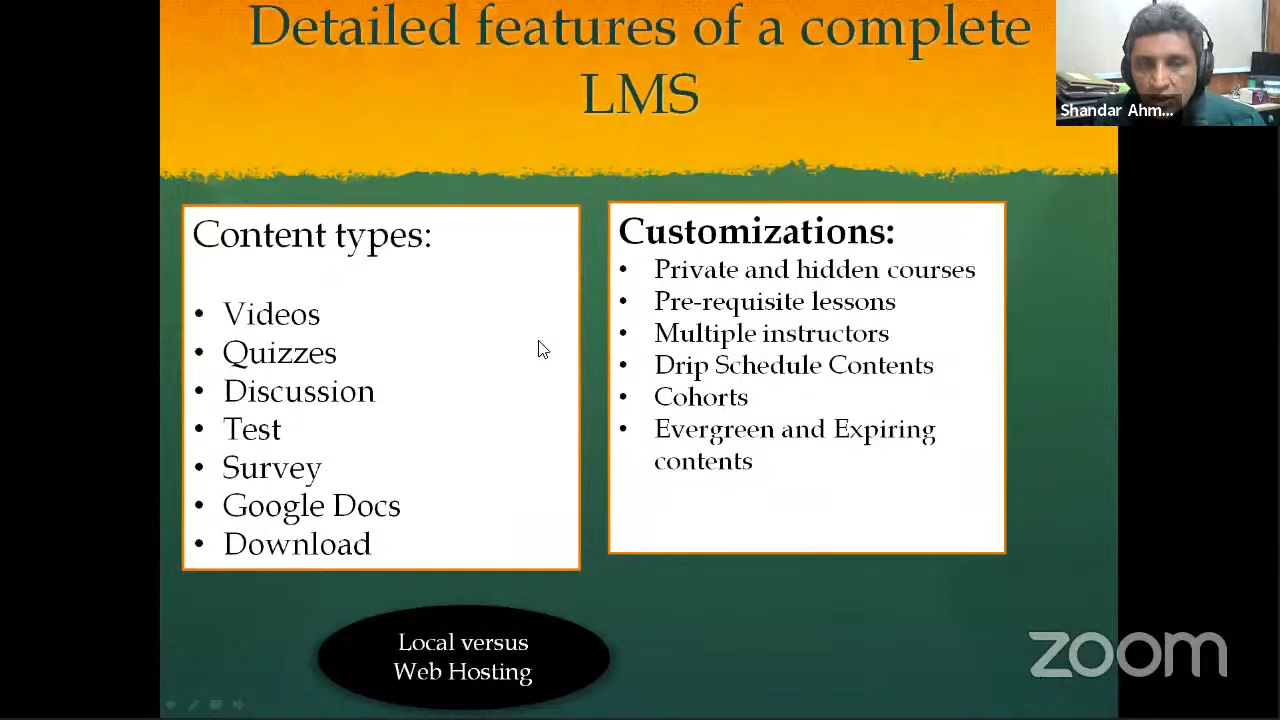 Detailed features of a complete
LMS
Shandar Ahm...
Content types:
• Videos
• Quizzes
• Discussion
• Test
• Survey
• Google Docs
• Download
Customizations:
• Private and hidden courses
• Pre-requisite lessons
• Multiple instructors
• Drip Schedule Contents
• Cohorts
• Evergreen and Expiring
contents
Local versus
Web Hosting
zoom